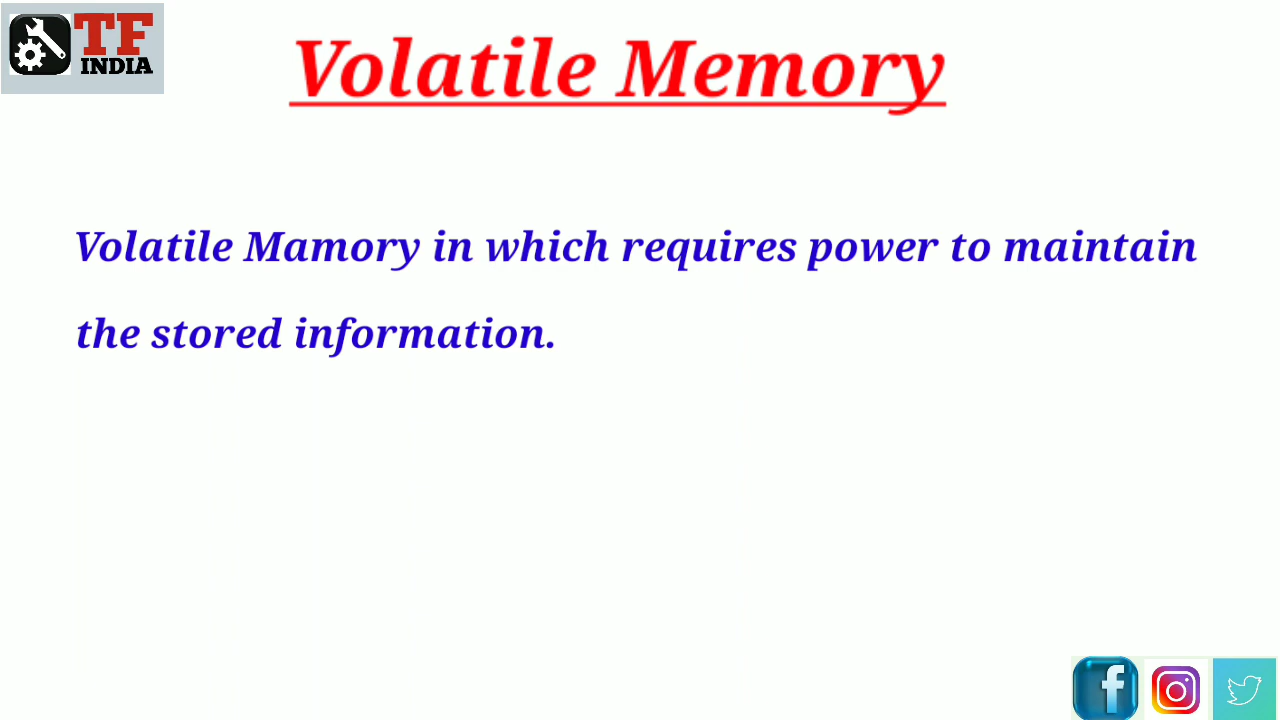 TF
INDIA
Volatile Memory
Volatile Mamory in which requires power to maintain
the stored information.